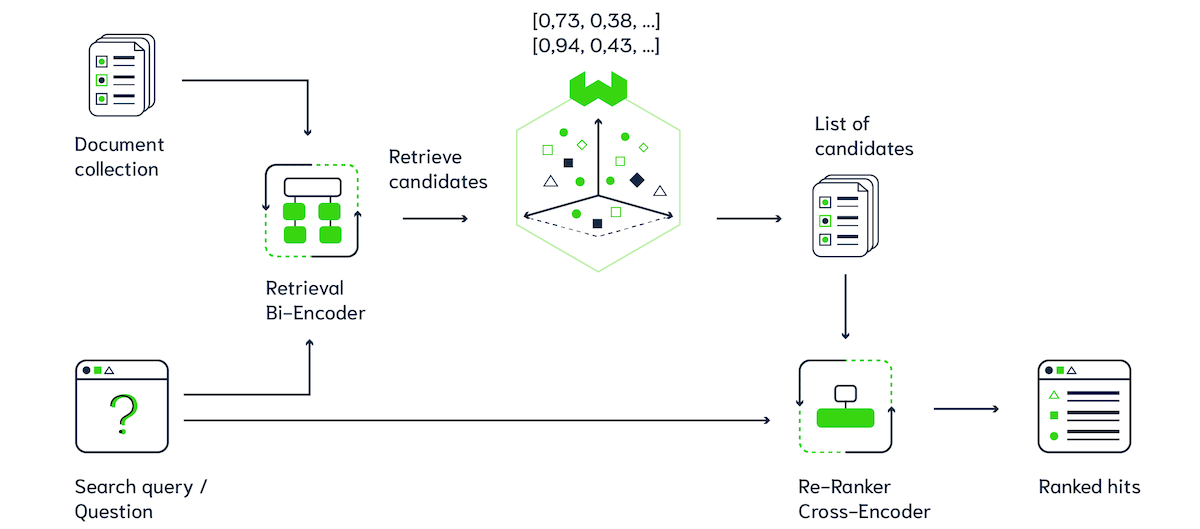 [0,73, 0,38, ...]
[0,94, 0,43, ...]
Document
collection
Retrieve
candidates
List of
candidates
Retrieval
Bi-Encoder
?
Search query /
Question
Re-Ranker
Cross-Encoder
Ranked hits